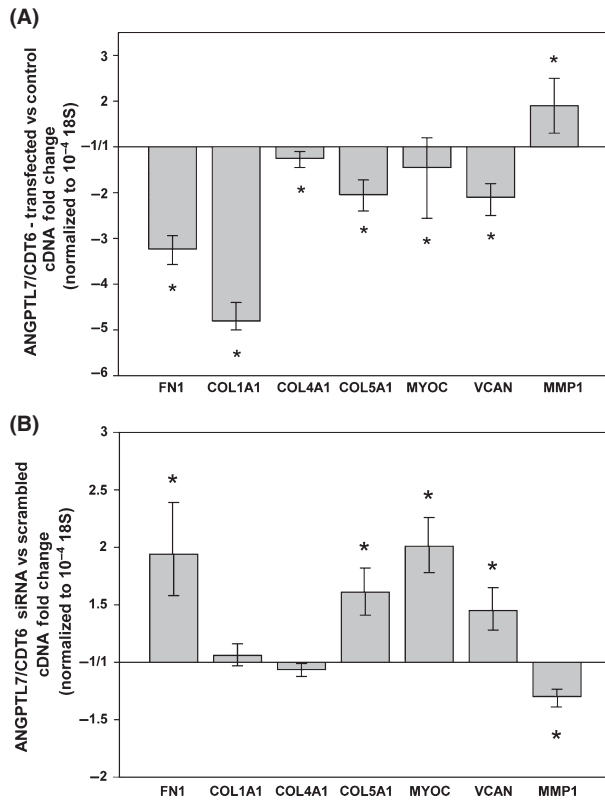 (A)
ANGPTL7/CDT6 - transfected vs control
cDNA fold change
(normalized to 10⁻⁴ 18S)
2
–1/1
–2
–3
–4
–5
–6
*
*
*
*
*
*
*
FN1 COL1A1 COL4A1 COL5A1 MYOC VCAN MMP1
(B)
ANGPTL7/CDT6 siRNA vs scrambled
cDNA fold change
(normalized to 10⁻⁴ 18S)
3
2.5
2
1.5
–1/1
–1.5
–2
*
*
*
*
*
FN1 COL1A1 COL4A1 COL5A1 MYOC VCAN MMP1